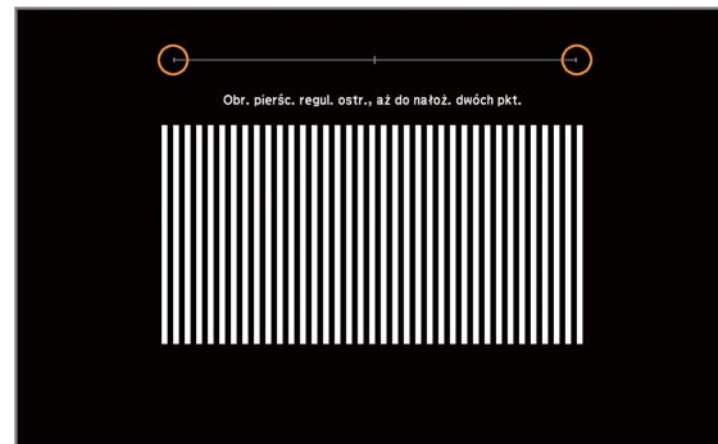 Obr. pierśc. regul. ostr., aż do nałoż. dwóch pkt.